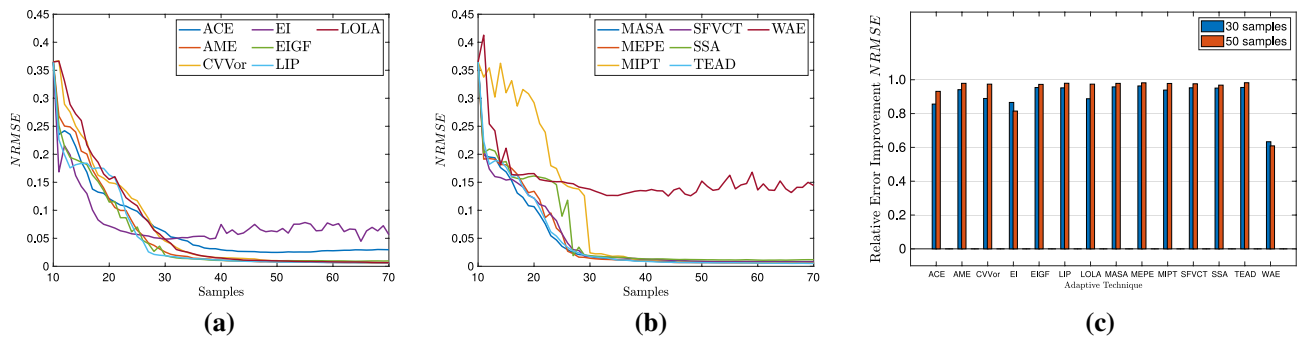 0.45
0.4
0.35
0.3
0.25
0.2
0.15
0.1
0.05
0
NRMSE
ACE EI LOLA
AME EIGF
CVVor LIP
10 20 30 40 50 60 70
Samples
(a)
0.45
0.4
0.35
0.3
0.25
0.2
0.15
0.1
0.05
0
NRMSE
MASA SFVCT WAE
MEPE SSA
MIPT TEAD
10 20 30 40 50 60 70
Samples
(b)
Relative Error Improvement NRMSE
30 samples
50 samples
1.0
0.8
0.6
0.4
0.2
0
ACE AME CVVor EI EIGF LIP LOLA MASA MEPE MIPT SFVCT SSA TEAD WAE
Adaptive Technique
(c)